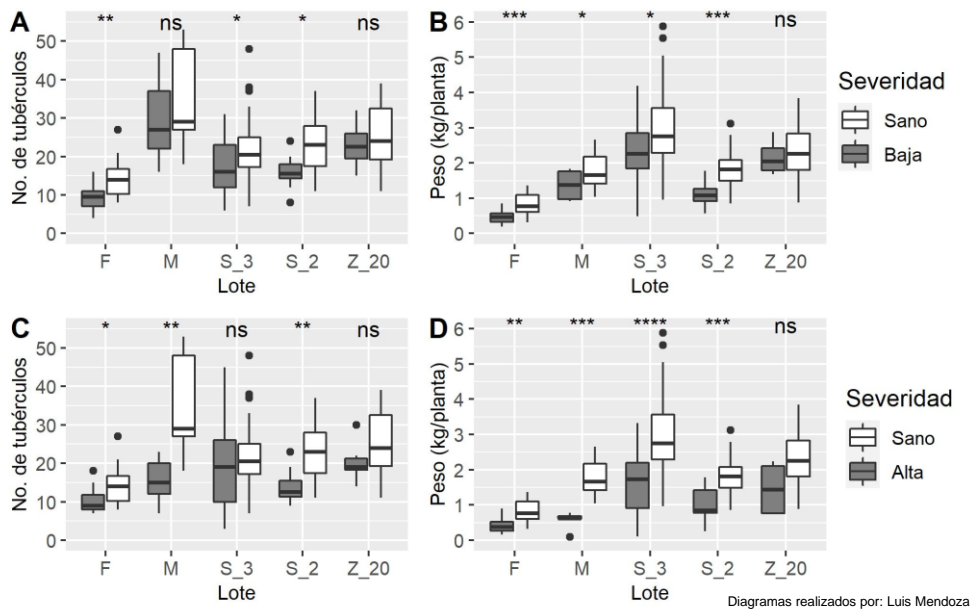 A
** ns * * ns
No. de tubérculos
50
40
30
20
10
0
F M S_3 S_2 Z_20
Lote
B
*** * * *** ns
Peso (kg/planta)
6
5
4
3
2
1
0
F M S_3 S_2 Z_20
Lote
Severidad
Sano
Baja
C
* ** ns ** ns
No. de tubérculos
50
40
30
20
10
0
F M S_3 S_2 Z_20
Lote
D
** *** **** *** ns
Peso (kg/planta)
6
5
4
3
2
1
0
F M S_3 S_2 Z_20
Lote
Severidad
Sano
Alta
Diagramas realizados por: Luis Mendoza